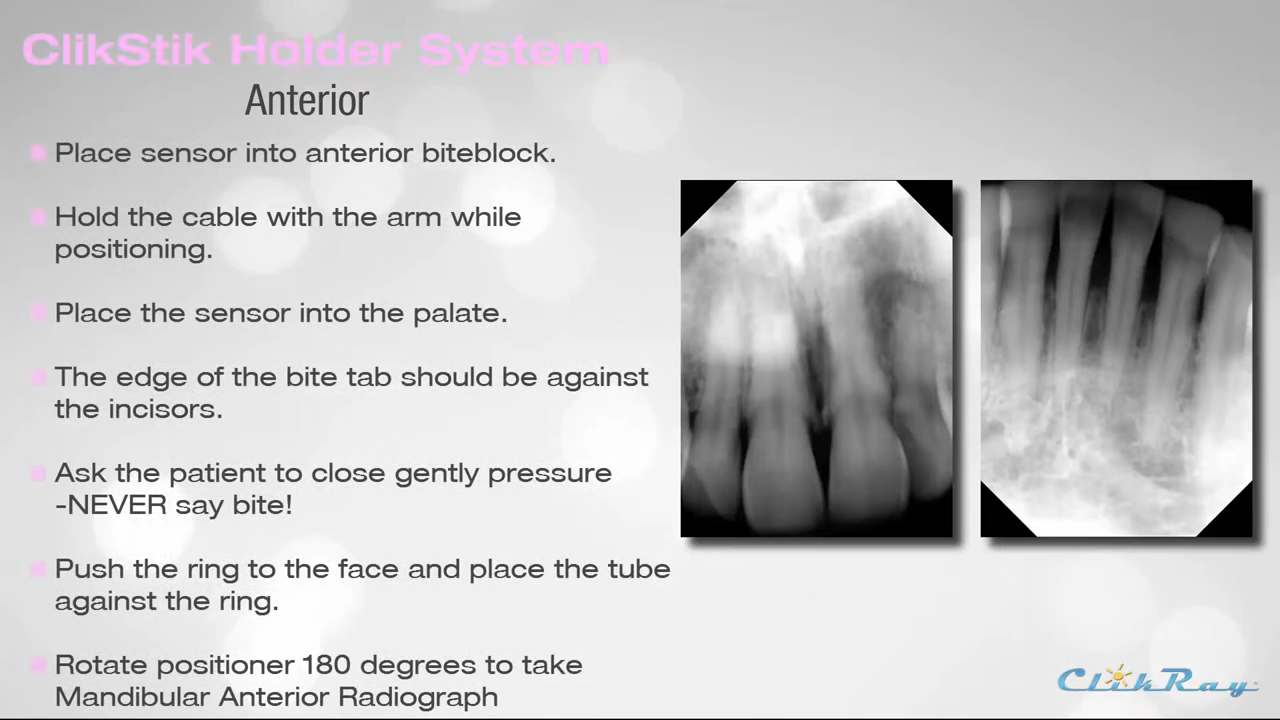 ClikStik Holder System
Anterior
Place sensor into anterior biteblock.
Hold the cable with the arm while
positioning.
Place the sensor into the palate.
The edge of the bite tab should be against
the incisors.
Ask the patient to close gently pressure
-NEVER say bite!
Push the ring to the face and place the tube
against the ring.
Rotate positioner 180 degrees to take
Mandibular Anterior Radiograph
ClikRay